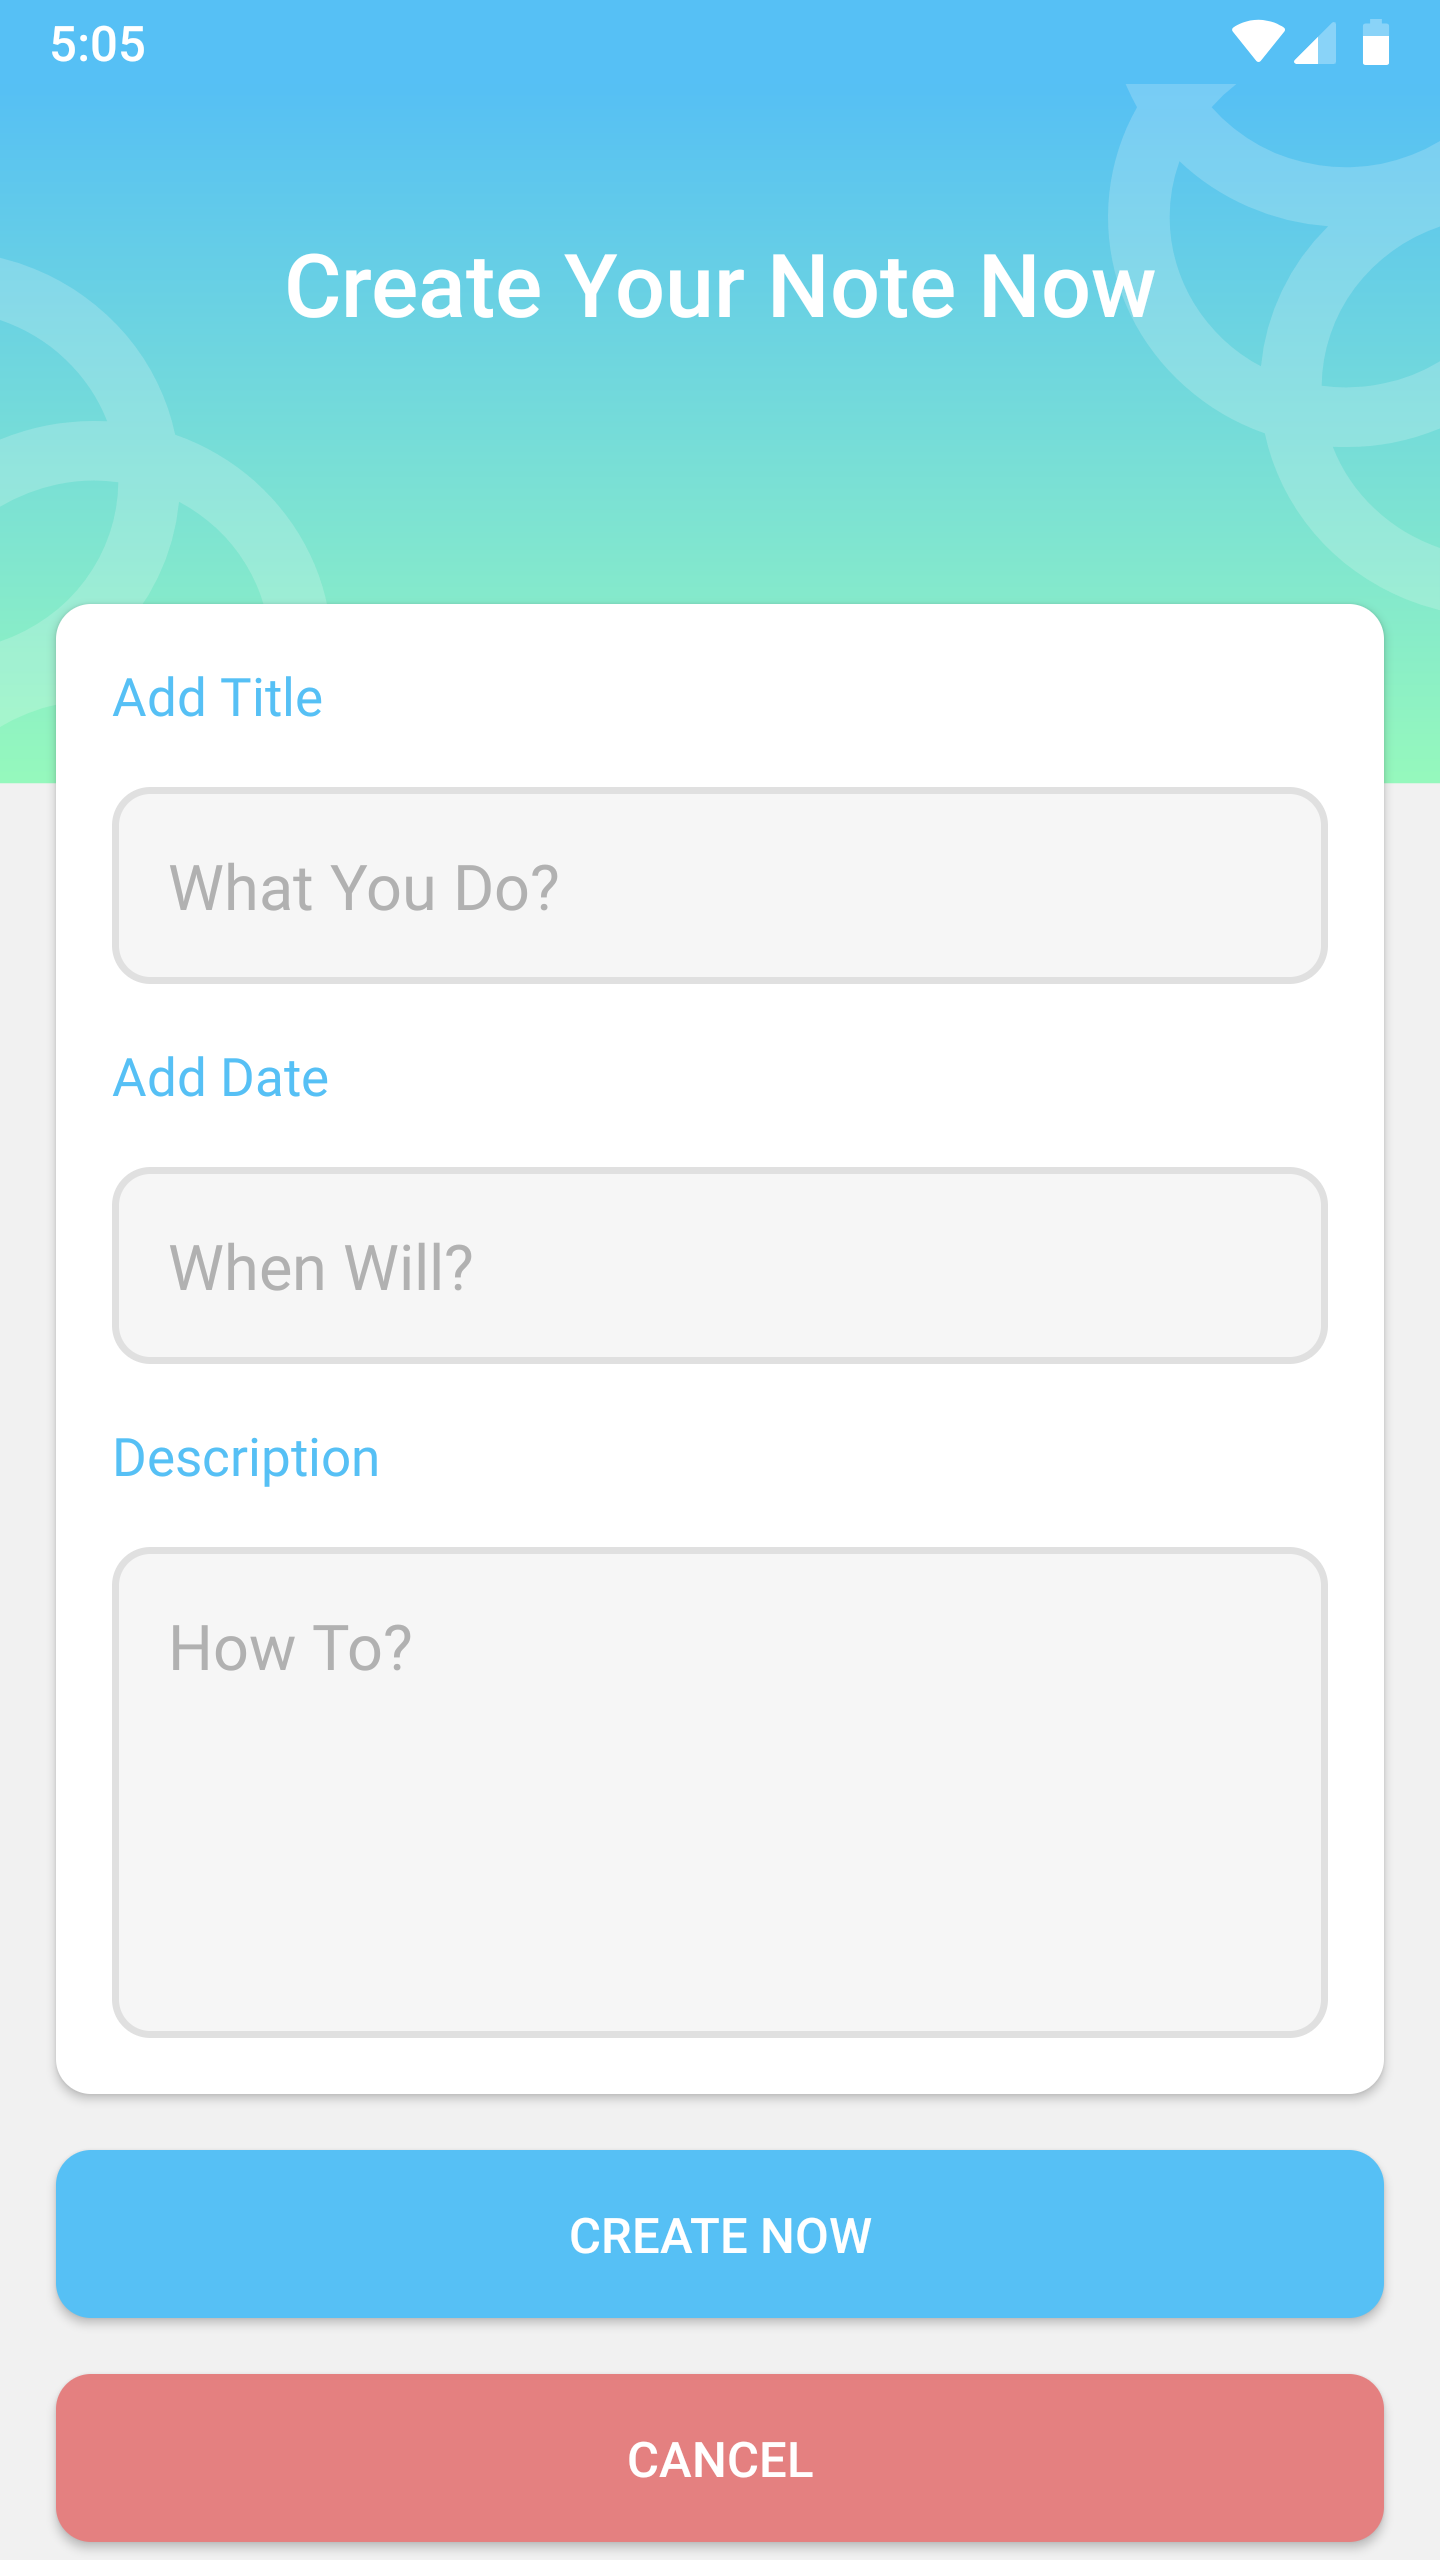 5:05
Create Your Note Now
Add Title
What You Do?
Add Date
When Will?
Description
How To?
CREATE NOW
CANCEL